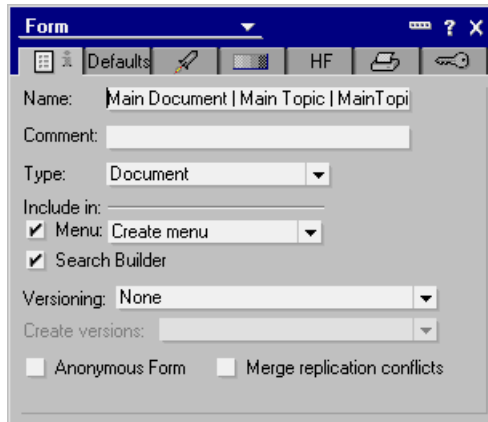 Form
?
X
i Defaults HF
Name: Main Document | Main Topic | MainTopi
Comment:
Type: Document
Include in:
Menu: Create menu
Search Builder
Versioning: None
Create versions:
Anonymous Form Merge replication conflicts